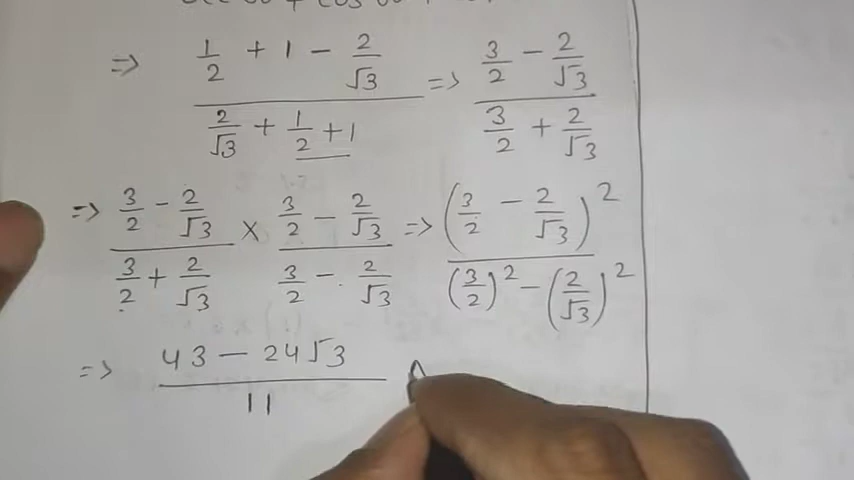 ⇒ (1/2 + 1 − 2/√3) / (2/√3 + 1/2 + 1) ⇒ (3/2 − 2/√3) / (3/2 + 2/√3)
⇒ (3/2 − 2/√3) / (3/2 + 2/√3) × (3/2 − 2/√3) / (3/2 − 2/√3) ⇒ (3/2 − 2/√3)² / ((3/2)² − (2/√3)²)
⇒ (43 − 24√3) / 11